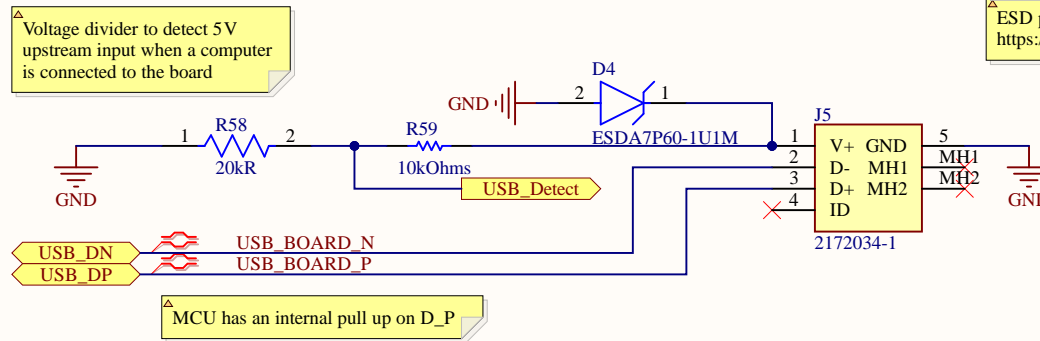 Voltage divider to detect 5V
upstream input when a computer
is connected to the board
ESD p
https:/
D4
GND
2
1
ESDA7P60-1U1M
J5
1
R58
2
20kR
R59
10kOhms
GND
USB_Detect
1 V+ GND 5
2 D- MH1 MH1
3 D+ MH2 MH2
4 ID
2172034-1
GND
USB_DN
USB_BOARD_N
USB_DP
USB_BOARD_P
MCU has an internal pull up on D_P